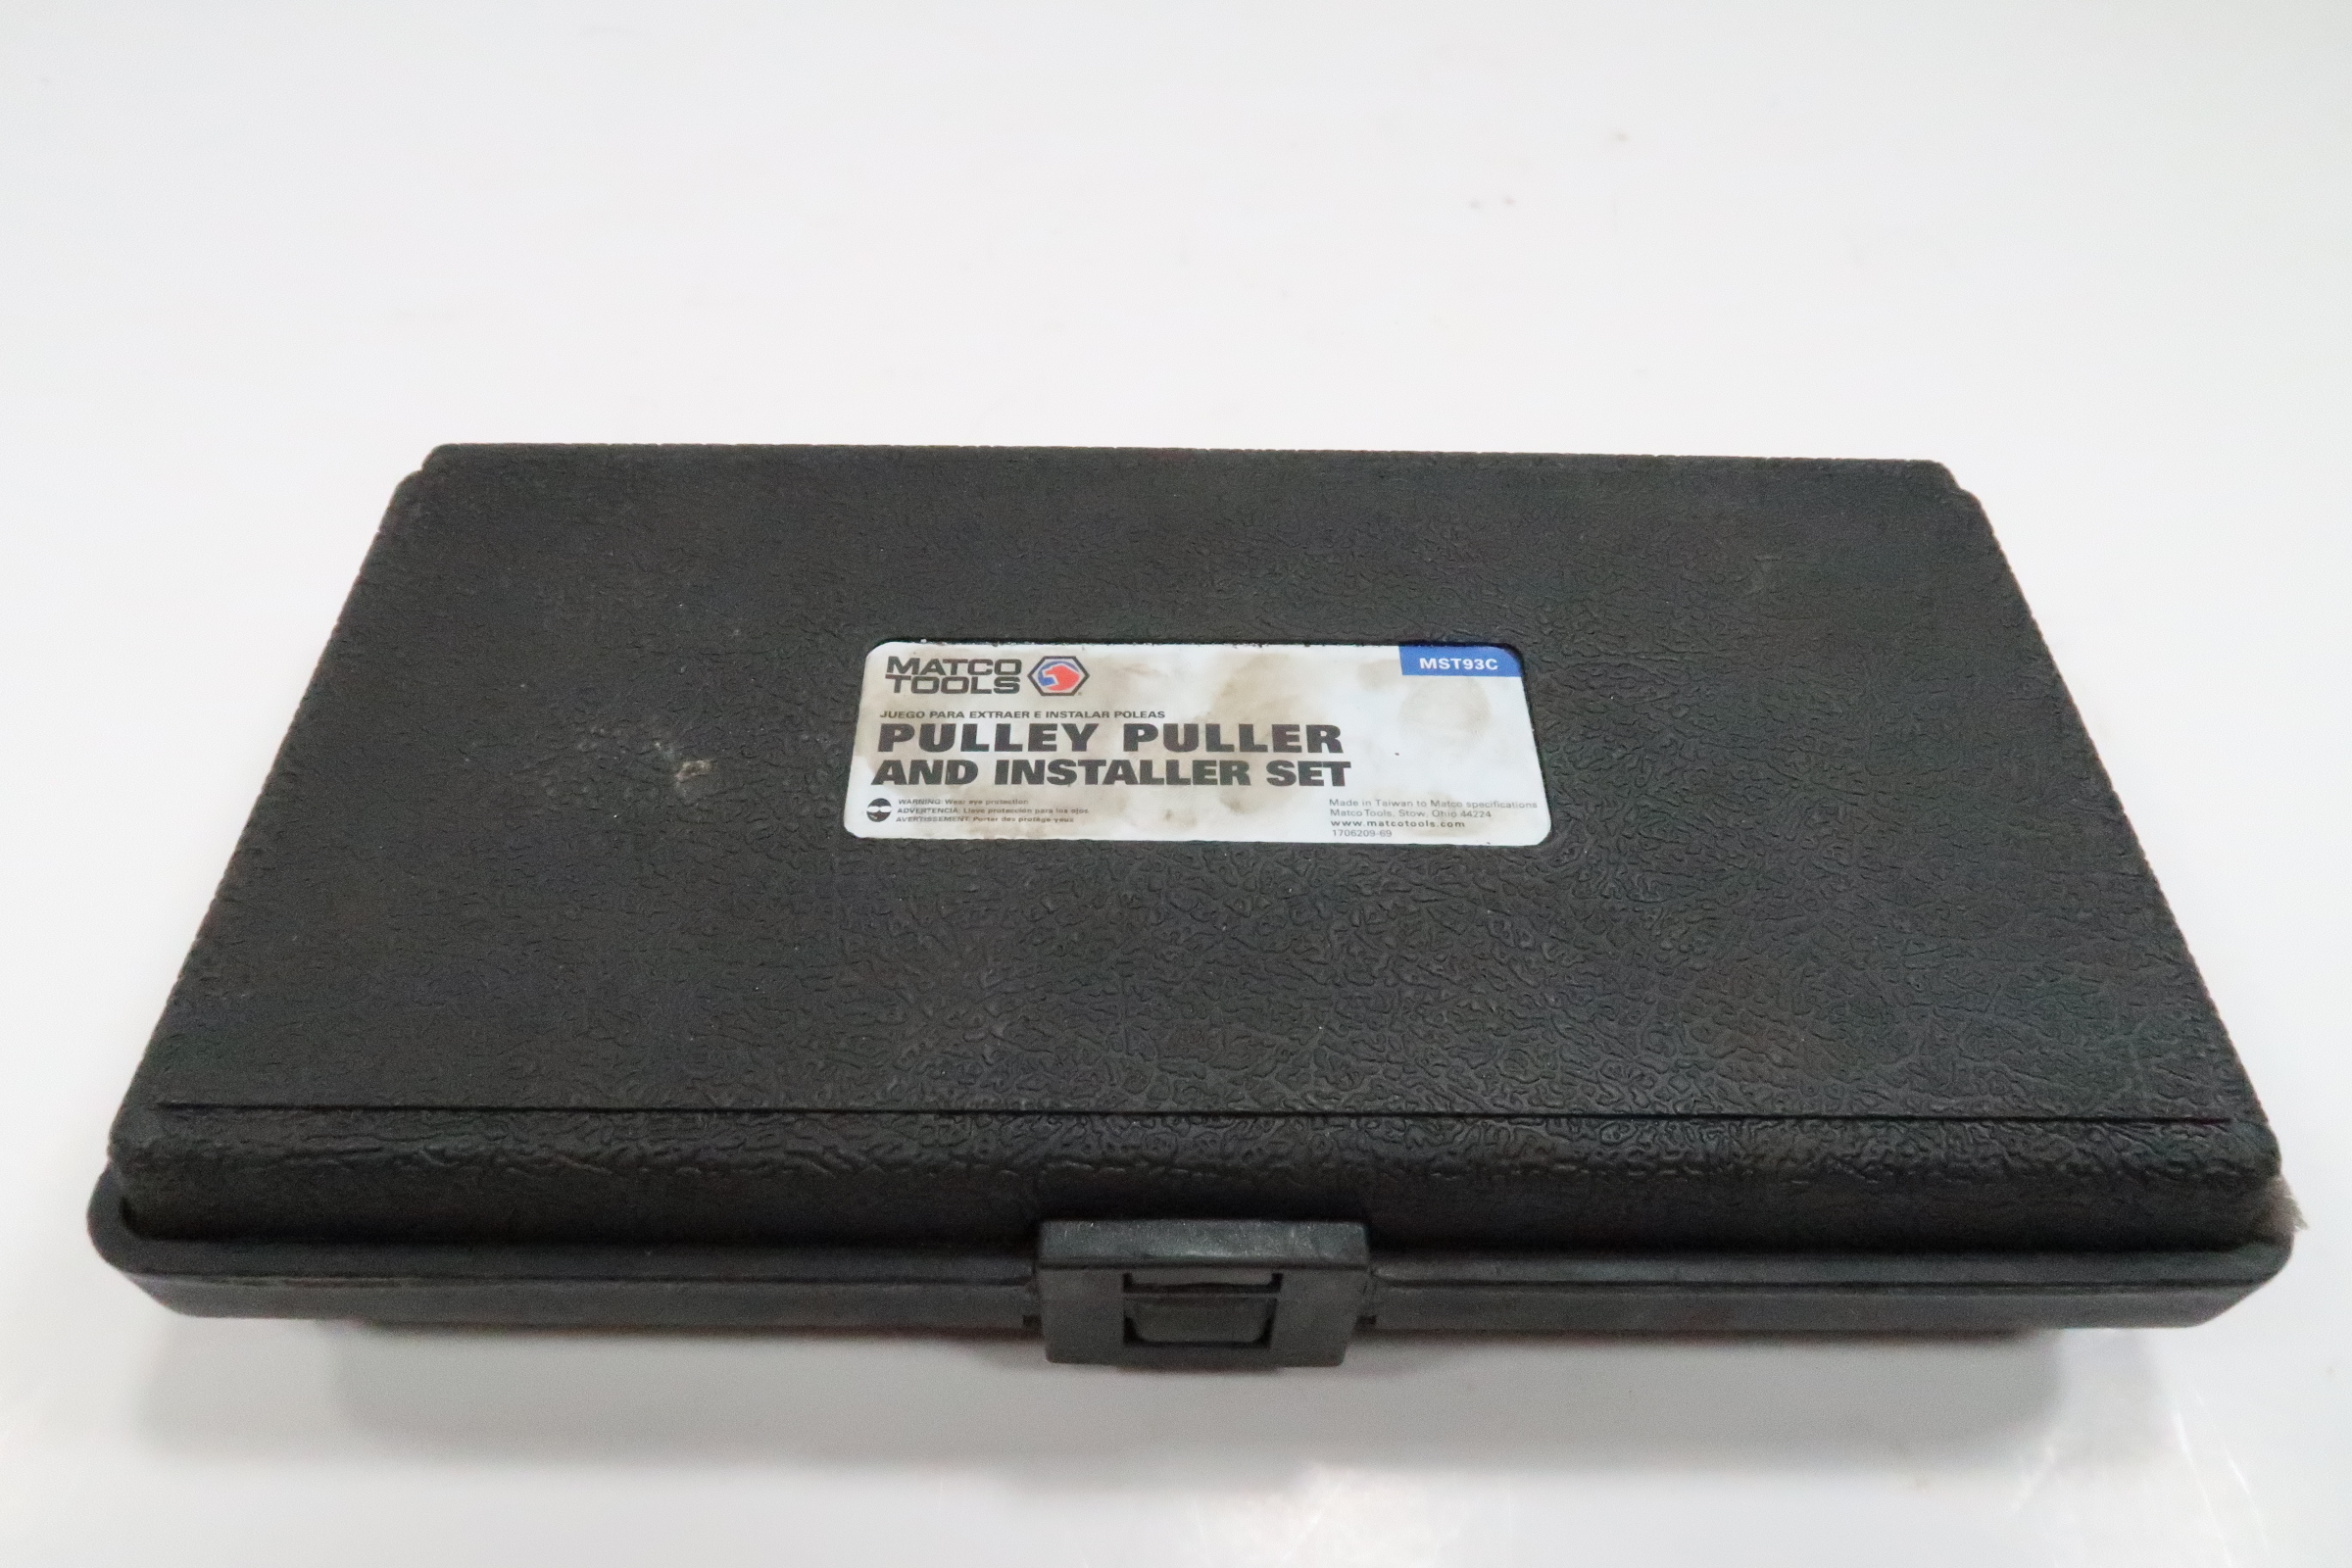 MATCO
TOOLS
MST93C
JUEGO PARA EXTRAER E INSTALAR POLEAS
PULLEY PULLER
AND INSTALLER SET
WARNING: Wear eye protection
ADVERTENCIA: Lleve protección para los ojos.
AVERTISSEMENT: Porter des protège-yeux
Made in Taiwan to Matco specifications
Matco Tools, Stow, Ohio 44224
www.matcotools.com
1706209-69